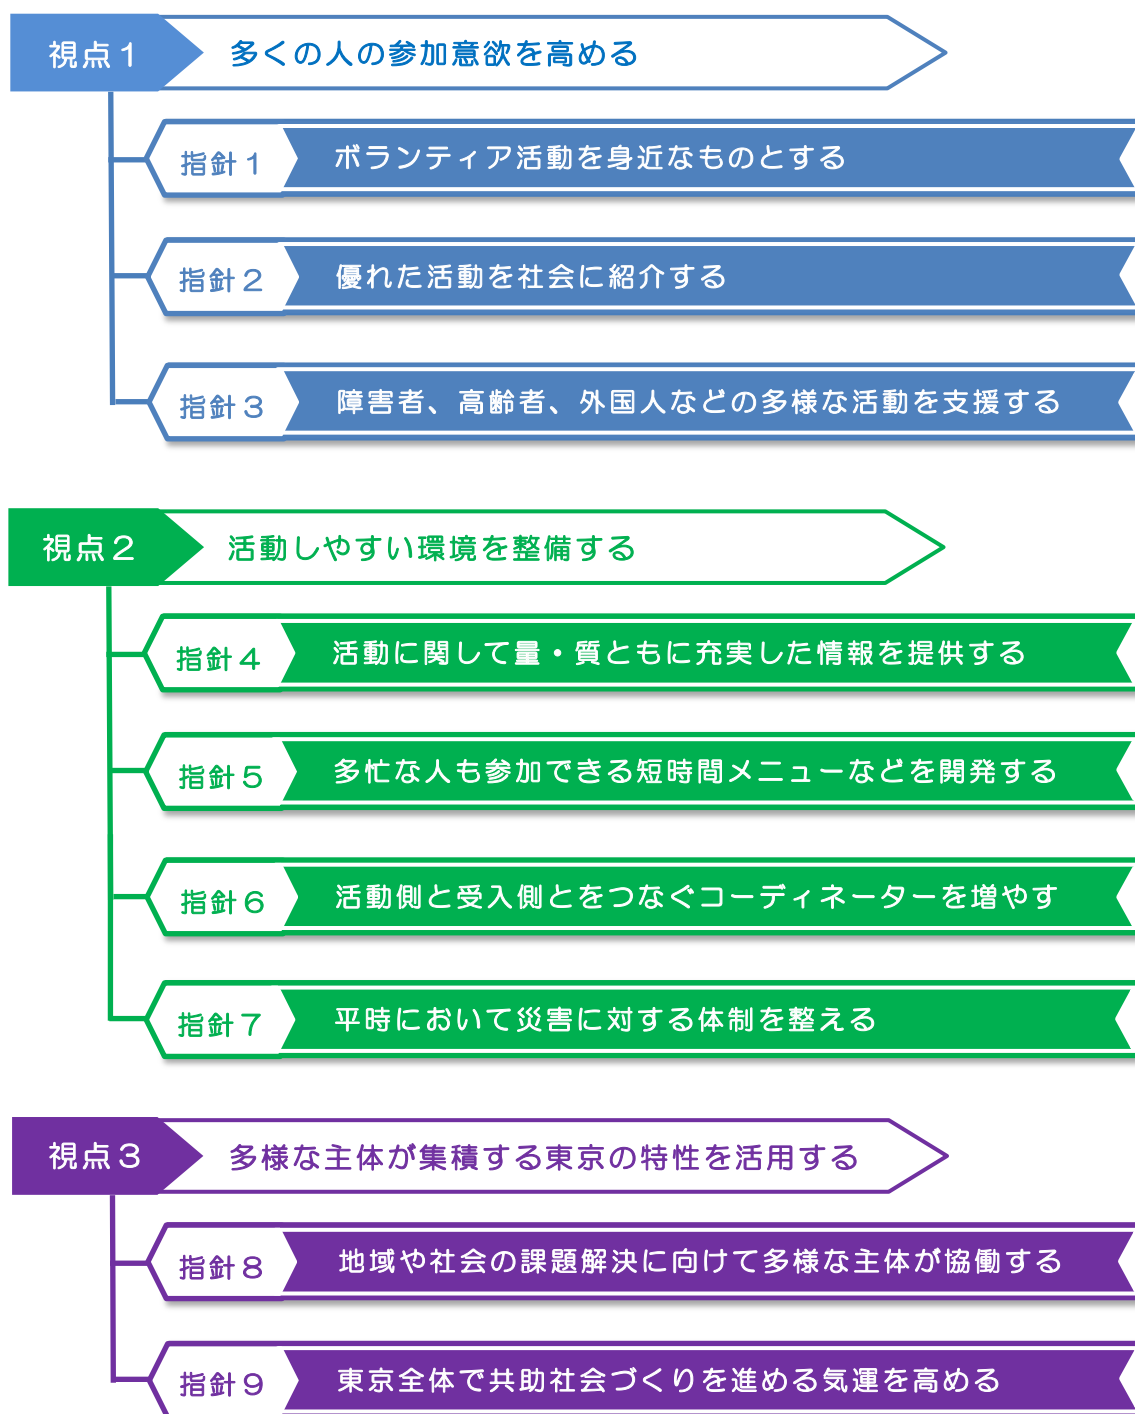 視点1 多くの人の参加意欲を高める
指針1 ボランティア活動を身近なものとする
指針2 優れた活動を社会に紹介する
指針3 障害者、高齢者、外国人などの多様な活動を支援する
視点2 活動しやすい環境を整備する
指針4 活動に関して量・質ともに充実した情報を提供する
指針5 多忙な人も参加できる短時間メニューなどを開発する
指針6 活動側と受入側とをつなぐコーディネーターを増やす
指針7 平時において災害に対する体制を整える
視点3 多様な主体が集積する東京の特性を活用する
指針8 地域や社会の課題解決に向けて多様な主体が協働する
指針9 東京全体で共助社会づくりを進める気運を高める